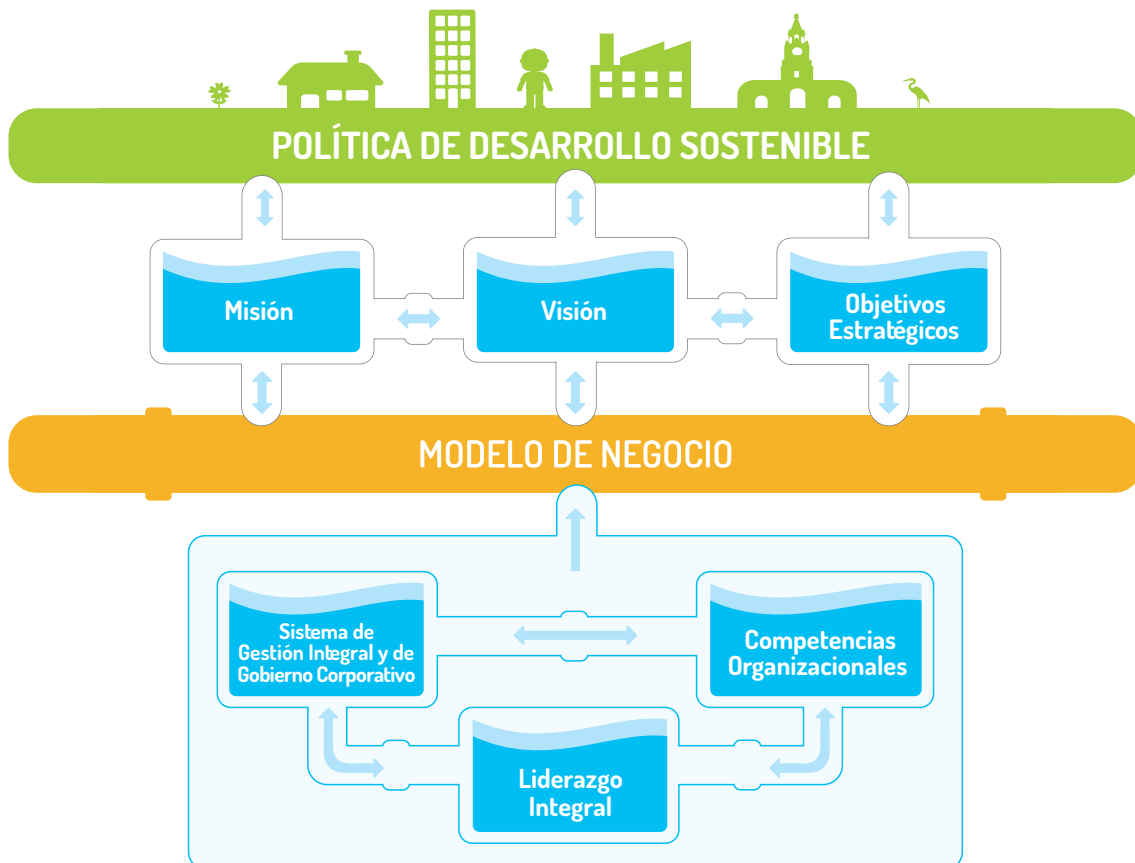 POLÍTICA DE DESARROLLO SOSTENIBLE
Misión
Visión
Objetivos
Estratégicos
MODELO DE NEGOCIO
Sistema de
Gestión Integral y de
Gobierno Corporativo
Competencias
Organizacionales
Liderazgo
Integral